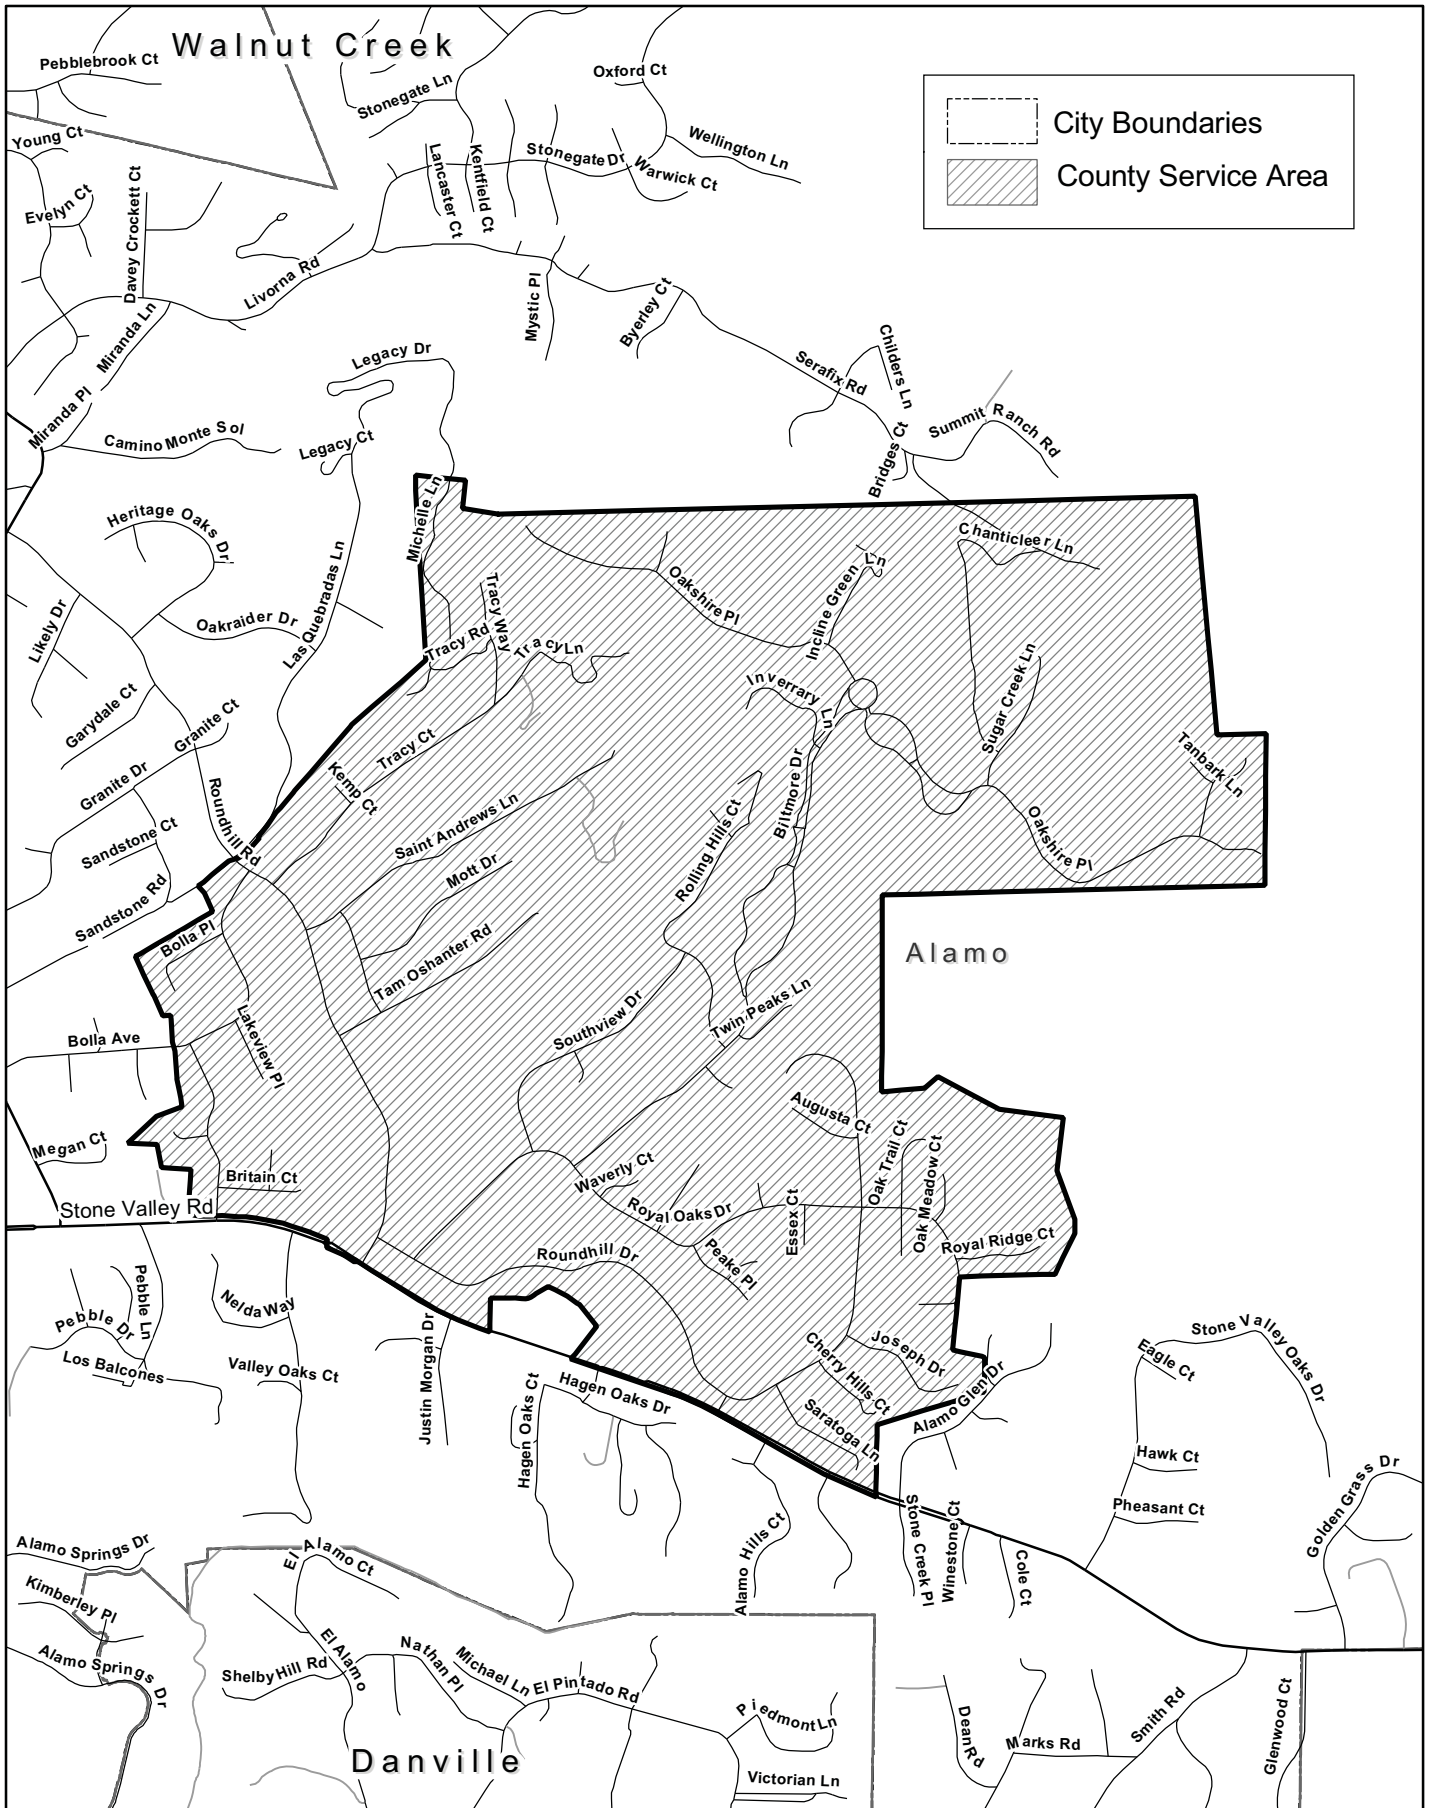 Walnut Creek
Pebblebrook Ct
Oxford Ct
Stonegate Ln
City Boundaries
County Service Area
Young Ct
Wellington Ln
Stonegate Dr
Warwick Ct
Lancaster Ct
Kentfield Ct
Evelyn Ct
Davey Crockett Ct
Livorna Rd
Mystic Pl
Byerley Ct
Miranda Ln
Legacy Dr
Serafix Rd
Childers Ln
Miranda Pl
Camino Monte Sol
Legacy Ct
Summit Ranch Rd
Bridges Ct
Michelle Ln
Heritage Oaks Dr
Chanticleer Ln
Las Quebradas Ln
Tracy Way
Oakshire Pl
Incline Green Ln
Likely Dr
Oakraider Dr
Tracy Rd
Tracy Ln
Inverrary Ln
Sugar Creek Ln
Garydale Ct
Granite Ct
Tracy Ct
Kemp Ct
Tanbark Ln
Granite Dr
Roundhill Rd
Biltmore Dr
Saint Andrews Ln
Rolling Hills Ct
Oakshire Pl
Sandstone Ct
Mott Dr
Sandstone Rd
Bolla Pl
Tam Oshanter Rd
Alamo
Southview Dr
Twin Peaks Ln
Bolla Ave
Lakeview Pl
Augusta Ct
Megan Ct
Oak Trail Ct
Oak Meadow Ct
Britain Ct
Waverly Ct
Stone Valley Rd
Royal Oaks Dr
Essex Ct
Royal Ridge Ct
Roundhill Dr
Peake Pl
Pebble Ln
Nelda Way
Pebble Dr
Los Balcones
Valley Oaks Ct
Justin Morgan Dr
Cherry Hills Ct
Joseph Dr
Stone Valley Oaks Dr
Eagle Ct
Hagen Oaks Ct
Hagen Oaks Dr
Saratoga Ln
Alamo Glen Dr
Hawk Ct
Pheasant Ct
Golden Grass Dr
Alamo Hills Ct
Stone Creek Pl
Winestone Ct
Cole Ct
Alamo Springs Dr
El Alamo Ct
Kimberley Pl
Alamo Springs Dr
Shelby Hill Rd
El Alamo
Nathan Pl
Michael Ln
El Pintado Rd
Piedmont Ln
Dean Rd
Marks Rd
Smith Rd
Glenwood Ct
Danville
Victorian Ln